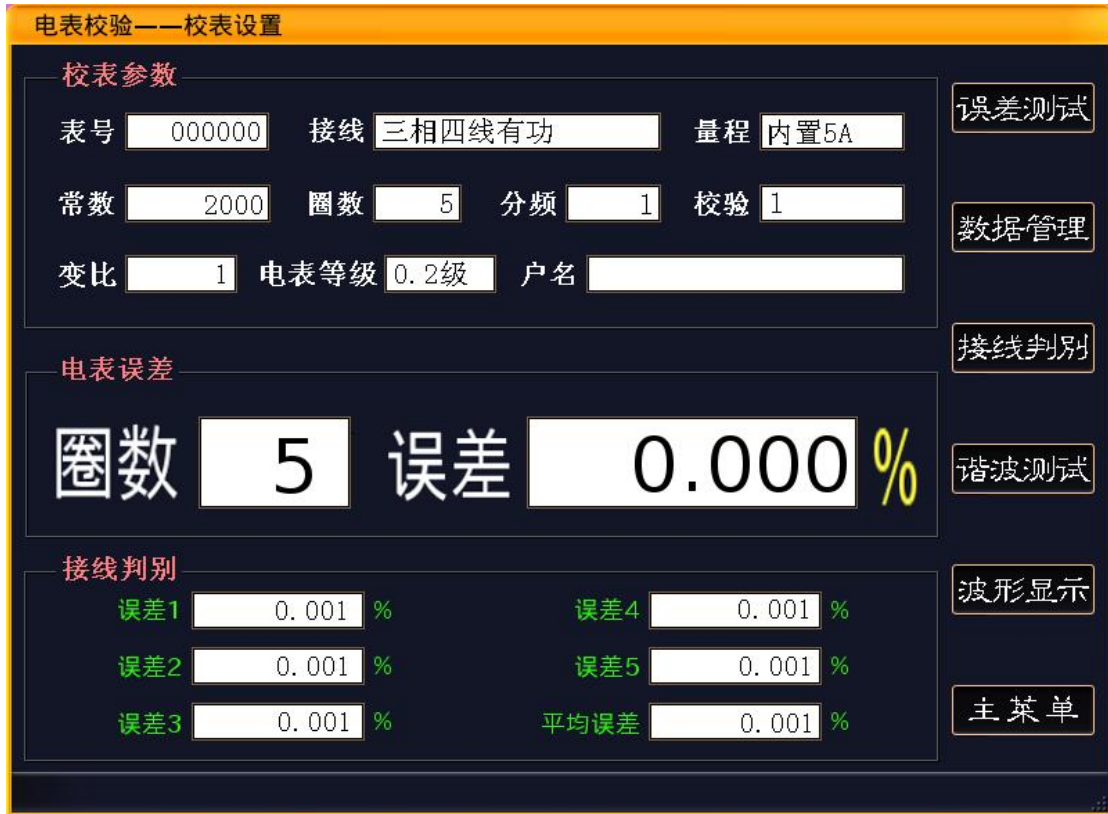 电表校验——校表设置
校表参数
表号 000000 接线 三相四线有功 量程 内置5A
常数 2000 圈数 5 分频 1 校验 1
变比 1 电表等级 0.2级 户名
电表误差
圈数 5 误差 0.000 %
接线判别
误差1 0.001 % 误差4 0.001 %
误差2 0.001 % 误差5 0.001 %
误差3 0.001 % 平均误差 0.001 %
误差测试
数据管理
接线判别
谐波测试
波形显示
主菜单